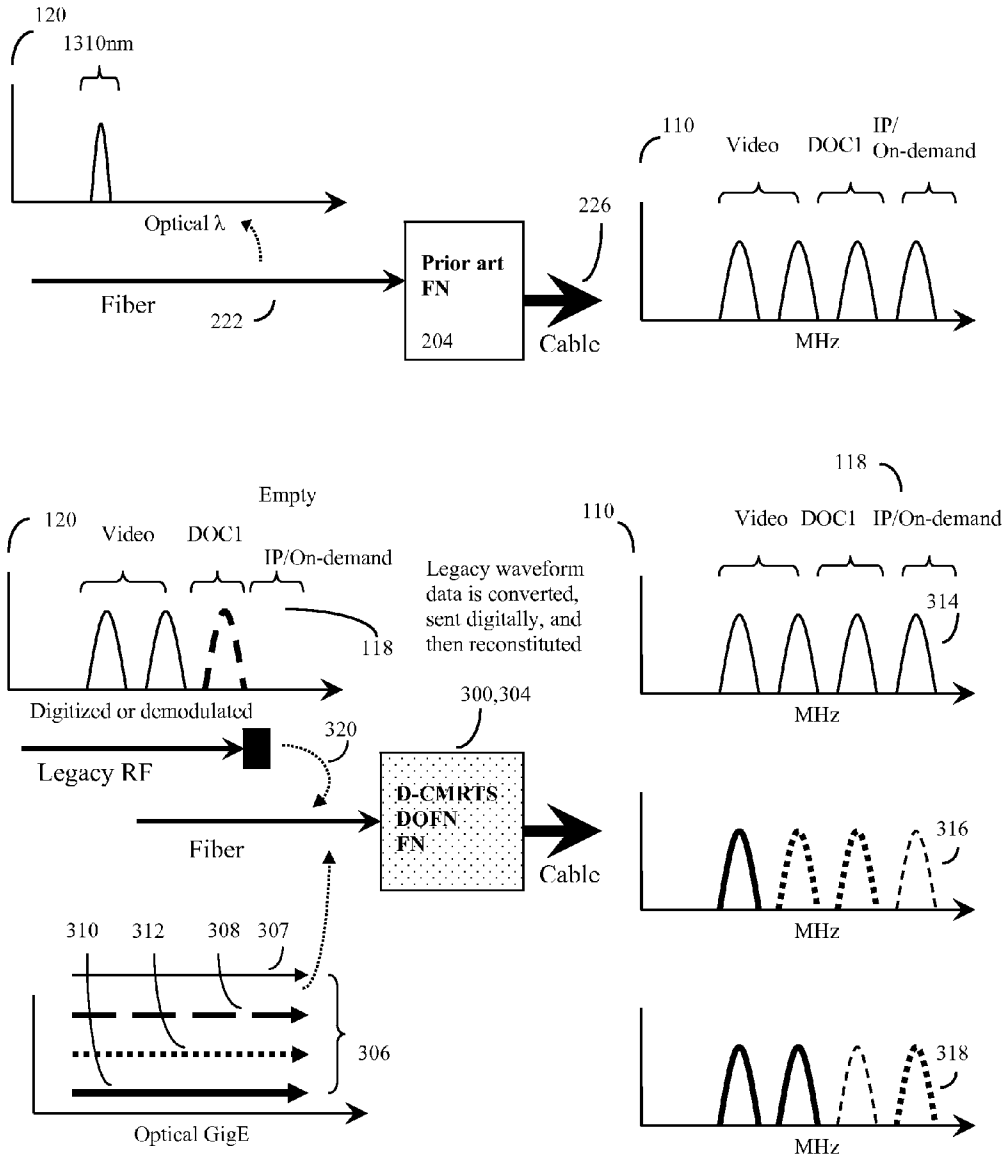 120
1310nm
Optical λ
Fiber
222
Prior art
FN
204
226
Cable
110
Video
DOC1
IP/
On-demand
MHz
120
Empty
Video
DOC1
IP/On-demand
118
Digitized or demodulated
Legacy RF
320
Legacy waveform
data is converted,
sent digitally, and
then reconstituted
300,304
D-CMRTS
DOFN
FN
Fiber
Cable
118
110
Video
DOC1
IP/On-demand
314
MHz
316
MHz
318
MHz
310
312
308
307
306
Optical GigE